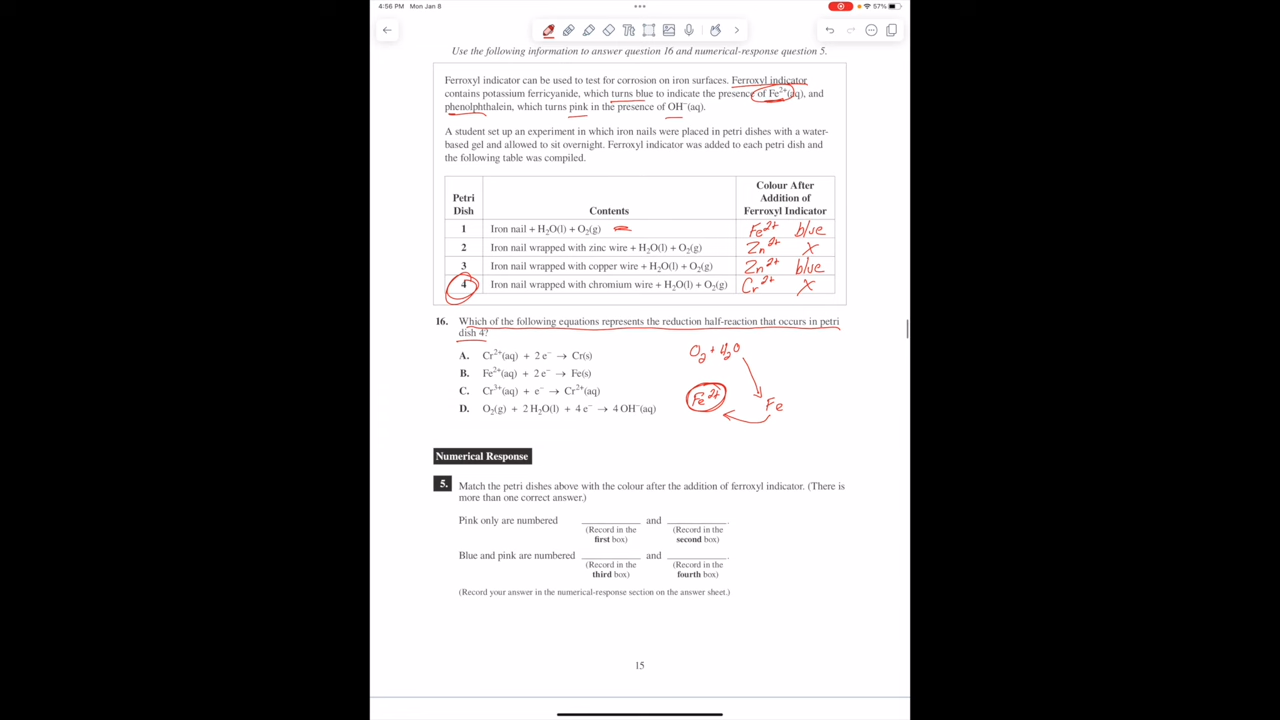 4:56 PM Mon Jan 8
57%
Use the following information to answer question 16 and numerical-response question 5.
Ferroxyl indicator can be used to test for corrosion on iron surfaces. Ferroxyl indicator
contains potassium ferricyanide, which turns blue to indicate the presence of Fe²⁺(aq), and
phenolphthalein, which turns pink in the presence of OH⁻(aq).
A student set up an experiment in which iron nails were placed in petri dishes with a water-
based gel and allowed to sit overnight. Ferroxyl indicator was added to each petri dish and
the following table was compiled.
Petri Dish Contents Colour After Addition of Ferroxyl Indicator
1 Iron nail + H₂O(l) + O₂(g) Fe²⁺ blue
2 Iron nail wrapped with zinc wire + H₂O(l) + O₂(g) Zn²⁺ x
3 Iron nail wrapped with copper wire + H₂O(l) + O₂(g) Zn²⁺ blue
4 Iron nail wrapped with chromium wire + H₂O(l) + O₂(g) Cr²⁺ x
16. Which of the following equations represents the reduction half-reaction that occurs in petri
dish 4?
O₂ + H₂O
A. Cr²⁺(aq) + 2 e⁻ → Cr(s)
B. Fe²⁺(aq) + 2 e⁻ → Fe(s)
C. Cr³⁺(aq) + e⁻ → Cr²⁺(aq)
D. O₂(g) + 2 H₂O(l) + 4 e⁻ → 4 OH⁻(aq)
Fe²⁺
Fe
Numerical Response
5. Match the petri dishes above with the colour after the addition of ferroxyl indicator. (There is
more than one correct answer.)
Pink only are numbered ________ and ________.
(Record in the first box) (Record in the second box)
Blue and pink are numbered ________ and ________.
(Record in the third box) (Record in the fourth box)
(Record your answer in the numerical-response section on the answer sheet.)
15